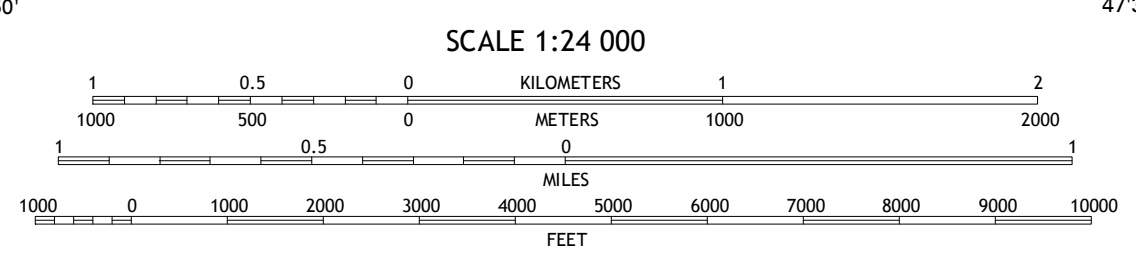 SCALE 1:24 000
1 0.5 0 KILOMETERS 1 2
1000 500 0 METERS 1000 2000
1 0.5 0 1
MILES
1000 0 1000 2000 3000 4000 5000 6000 7000 8000 9000 10000
FEET